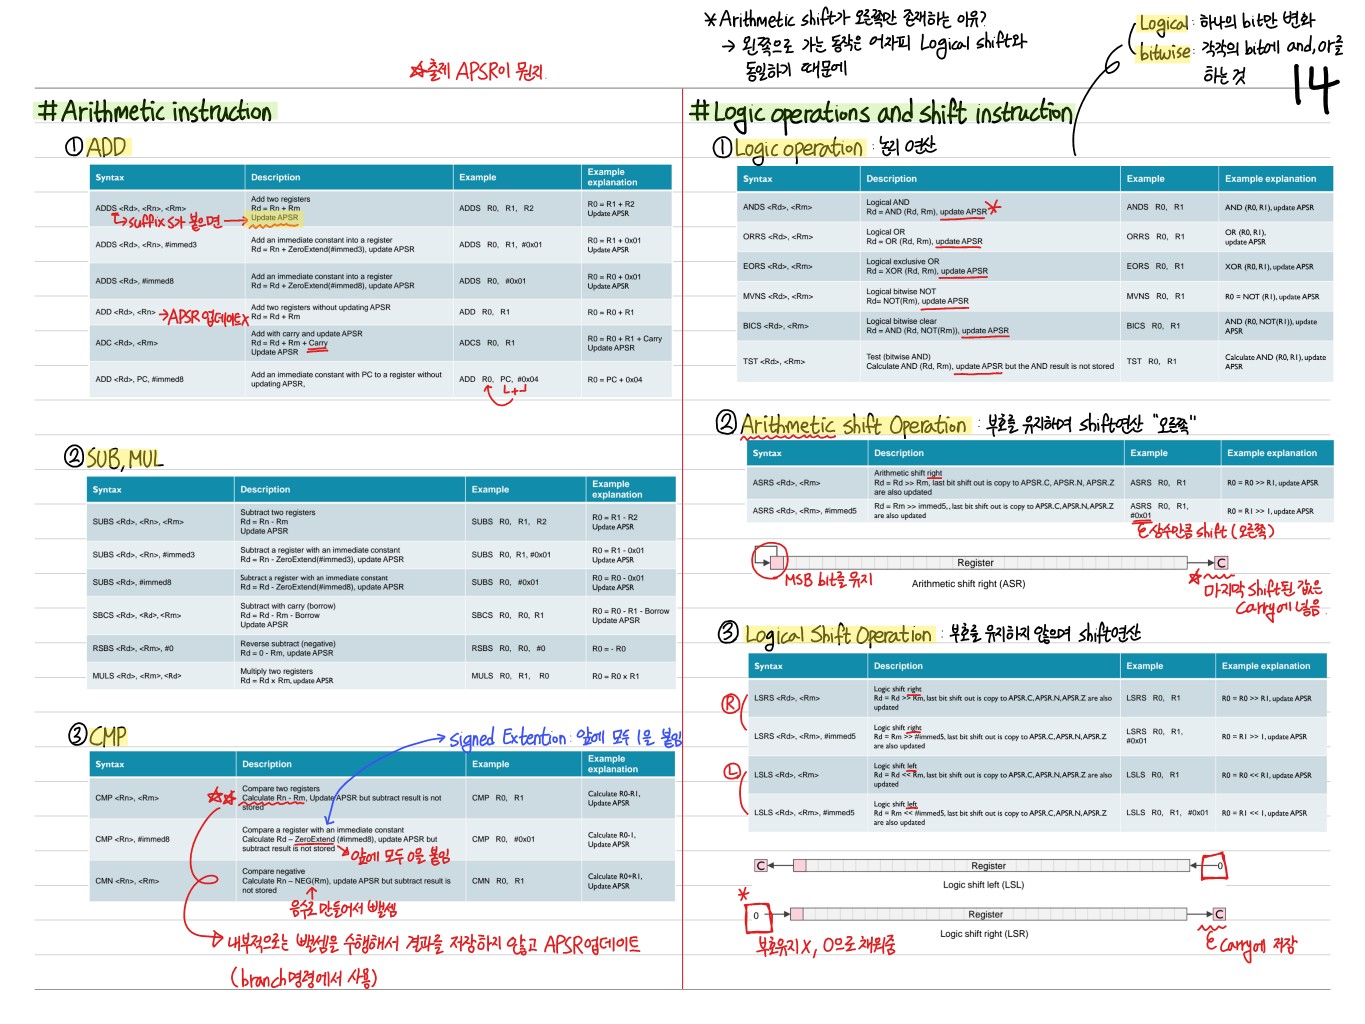 *Arithmetic shift가 오른쪽만 존재하는 이유?
→ 왼쪽으로 가는 동작은 어차피 Logical shift와
동일하기 때문에
Logical : 하나의 bit만 변화
bitwise : 각각의 bit에 and, or를
하는 것
14
☆출제 APSR이 뭔지.
# Arithmetic instruction
① ADD
Syntax Description Example Example explanation
ADDS <Rd>, <Rn>, <Rm> Add two registers ADDS R0, R1, R2 R0 = R1 + R2
Rd = Rn + Rm Update APSR
Update APSR
↳suffix S가 붙으면 →
ADDS <Rd>, <Rn>, #immed3 Add an immediate constant into a register ADDS R0, R1, #0x01 R0 = R1 + 0x01
Rd = Rn + ZeroExtend(#immed3), update APSR Update APSR
ADDS <Rd>, #immed8 Add an immediate constant into a register ADDS R0, #0x01 R0 = R0 + 0x01
Rd = Rd + ZeroExtend(#immed8), update APSR Update APSR
ADD <Rd>, <Rn> Add two registers without updating APSR ADD R0, R1 R0 = R0 + R1
Rd = Rd + Rm
→APSR 업데이트x
ADC <Rd>, <Rm> Add with carry and update APSR ADCS R0, R1 R0 = R0 + R1 + Carry
Rd = Rd + Rm + Carry Update APSR
Update APSR
ADD <Rd>, PC, #immed8 Add an immediate constant with PC to a register without ADD R0, PC, #0x04 R0 = PC + 0x04
updating APSR,
② SUB, MUL
Syntax Description Example Example explanation
SUBS <Rd>, <Rn>, <Rm> Subtract two registers SUBS R0, R1, R2 R0 = R1 - R2
Rd = Rn - Rm Update APSR
Update APSR
SUBS <Rd>, <Rn>, #immed3 Subtract a register with an immediate constant SUBS R0, R1, #0x01 R0 = R1 - 0x01
Rd = Rn - ZeroExtend(#immed3), update APSR Update APSR
SUBS <Rd>, #immed8 Subtract a register with an immediate constant SUBS R0, #0x01 R0 = R0 - 0x01
Rd = Rd - ZeroExtend(#immed8), update APSR Update APSR
SBCS <Rd>, <Rd>, <Rm> Subtract with carry (borrow) SBCS R0, R0, R1 R0 = R0 - R1 - Borrow
Rd = Rd - Rm - Borrow Update APSR
Update APSR
RSBS <Rd>, <Rm>, #0 Reverse subtract (negative) RSBS R0, R0, #0 R0 = - R0
Rd = 0 - Rm, update APSR
MULS <Rd>, <Rm>, <Rd> Multiply two registers MULS R0, R1, R0 R0 = R0 x R1
Rd = Rd x Rm, update APSR
③ CMP
→ Signed Extention : 앞에 모두 1을 붙임
Syntax Description Example Example explanation
CMP <Rn>, <Rm> Compare two registers CMP R0, R1 Calculate R0-R1,
Calculate Rn - Rm, Update APSR but subtract result is not Update APSR
stored
CMP <Rn>, #immed8 Compare a register with an immediate constant CMP R0, #0x01 Calculate R0-1,
Calculate Rd – ZeroExtend (#immed8), update APSR but Update APSR
subtract result is not stored
→앞에 모두 0을 붙임
CMN <Rn>, <Rm> Compare negative CMN R0, R1 Calculate R0+R1,
Calculate Rn – NEG(Rm), update APSR but subtract result is Update APSR
not stored
음수로 만들어서 뺄셈
→ 내부적으로는 뺄셈을 수행해서 결과를 저장하지 않고 APSR 업데이트
(branch명령에서 사용)
# Logic operations and shift instruction
① Logic operation : 논리 연산
Syntax Description Example Example explanation
ANDS <Rd>, <Rm> Logical AND ANDS R0, R1 AND (R0, R1), update APSR
Rd = AND (Rd, Rm), update APSR
ORRS <Rd>, <Rm> Logical OR ORRS R0, R1 OR (R0, R1),
Rd = OR (Rd, Rm), update APSR update APSR
EORS <Rd>, <Rm> Logical exclusive OR EORS R0, R1 XOR (R0, R1), update APSR
Rd = XOR (Rd, Rm), update APSR
MVNS <Rd>, <Rm> Logical bitwise NOT MVNS R0, R1 R0 = NOT (R1), update APSR
Rd= NOT(Rm), update APSR
BICS <Rd>, <Rm> Logical bitwise clear BICS R0, R1 AND (R0, NOT(R1)), update
Rd = AND (Rd, NOT(Rm)), update APSR APSR
TST <Rd>, <Rm> Test (bitwise AND) TST R0, R1 Calculate AND (R0, R1), update
Calculate AND (Rd, Rm), update APSR but the AND result is not stored APSR
② Arithmetic shift Operation : 부호를 유지하며 shift연산 "오른쪽"
Syntax Description Example Example explanation
ASRS <Rd>, <Rm> Arithmetic shift right ASRS R0, R1 R0 = R0 >> R1, update APSR
Rd = Rd >> Rm, last bit shift out is copy to APSR.C, APSR.N, APSR.Z
are also updated
ASRS <Rd>, <Rm>, #immed5 Rd = Rm >> immed5,, last bit shift out is copy to APSR.C,APSR.N,APSR.Z ASRS R0, R1, #0x01 R0 = R1 >> 1, update APSR
are also updated
상수만큼 shift (오른쪽)
Register C
MSB bit를 유지
Arithmetic shift right (ASR)
☆ 마지막 shift된 값은
Carry에 넣음.
③ Logical Shift Operation : 부호를 유지하지 않으며 shift연산
Syntax Description Example Example explanation
Ⓡ
LSRS <Rd>, <Rm> Logic shift right LSRS R0, R1 R0 = R0 >> R1, update APSR
Rd = Rd >> Rm, last bit shift out is copy to APSR.C,APSR.N,APSR.Z are also
updated
LSRS <Rd>, <Rm>, #immed5 Logic shift right LSRS R0, R1, #0x01 R0 = R1 >> 1, update APSR
Rd = Rm >> #immed5, last bit shift out is copy to APSR.C,APSR.N,APSR.Z
are also updated
Ⓛ
LSLS <Rd>, <Rm> Logic shift left LSLS R0, R1 R0 = R0 << R1, update APSR
Rd = Rd << Rm, last bit shift out is copy to APSR.C,APSR.N,APSR.Z are also
updated
LSLS <Rd>, <Rm>, #immed5 Logic shift left LSLS R0, R1, #0x01 R0 = R1 << 1, update APSR
Rd = Rm << #immed5, last bit shift out is copy to APSR.C,APSR.N,APSR.Z
are also updated
C Register 0
Logic shift left (LSL)
0 Register C
Logic shift right (LSR)
부호유지 X, 0으로 채워줌
Carry에 저장